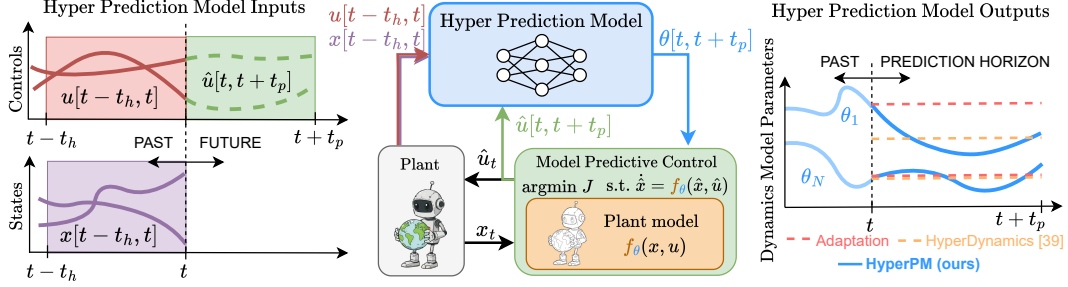 Hyper Prediction Model Inputs
Controls
u[t − t_h, t]
û[t, t + t_p]
t − t_h
PAST
FUTURE
t + t_p
States
x[t − t_h, t]
t − t_h
t
u[t − t_h, t]
x[t − t_h, t]
Hyper Prediction Model
θ[t, t + t_p]
û[t, t + t_p]
Plant
û_t
x_t
Model Predictive Control
argmin J s.t. ẋ̂ = f_θ(x̂, û)
Plant model
f_θ(x, u)
Hyper Prediction Model Outputs
Dynamics Model Parameters
PAST
PREDICTION HORIZON
θ_1
θ_N
t
t + t_p
Adaptation
HyperDynamics [39]
HyperPM (ours)